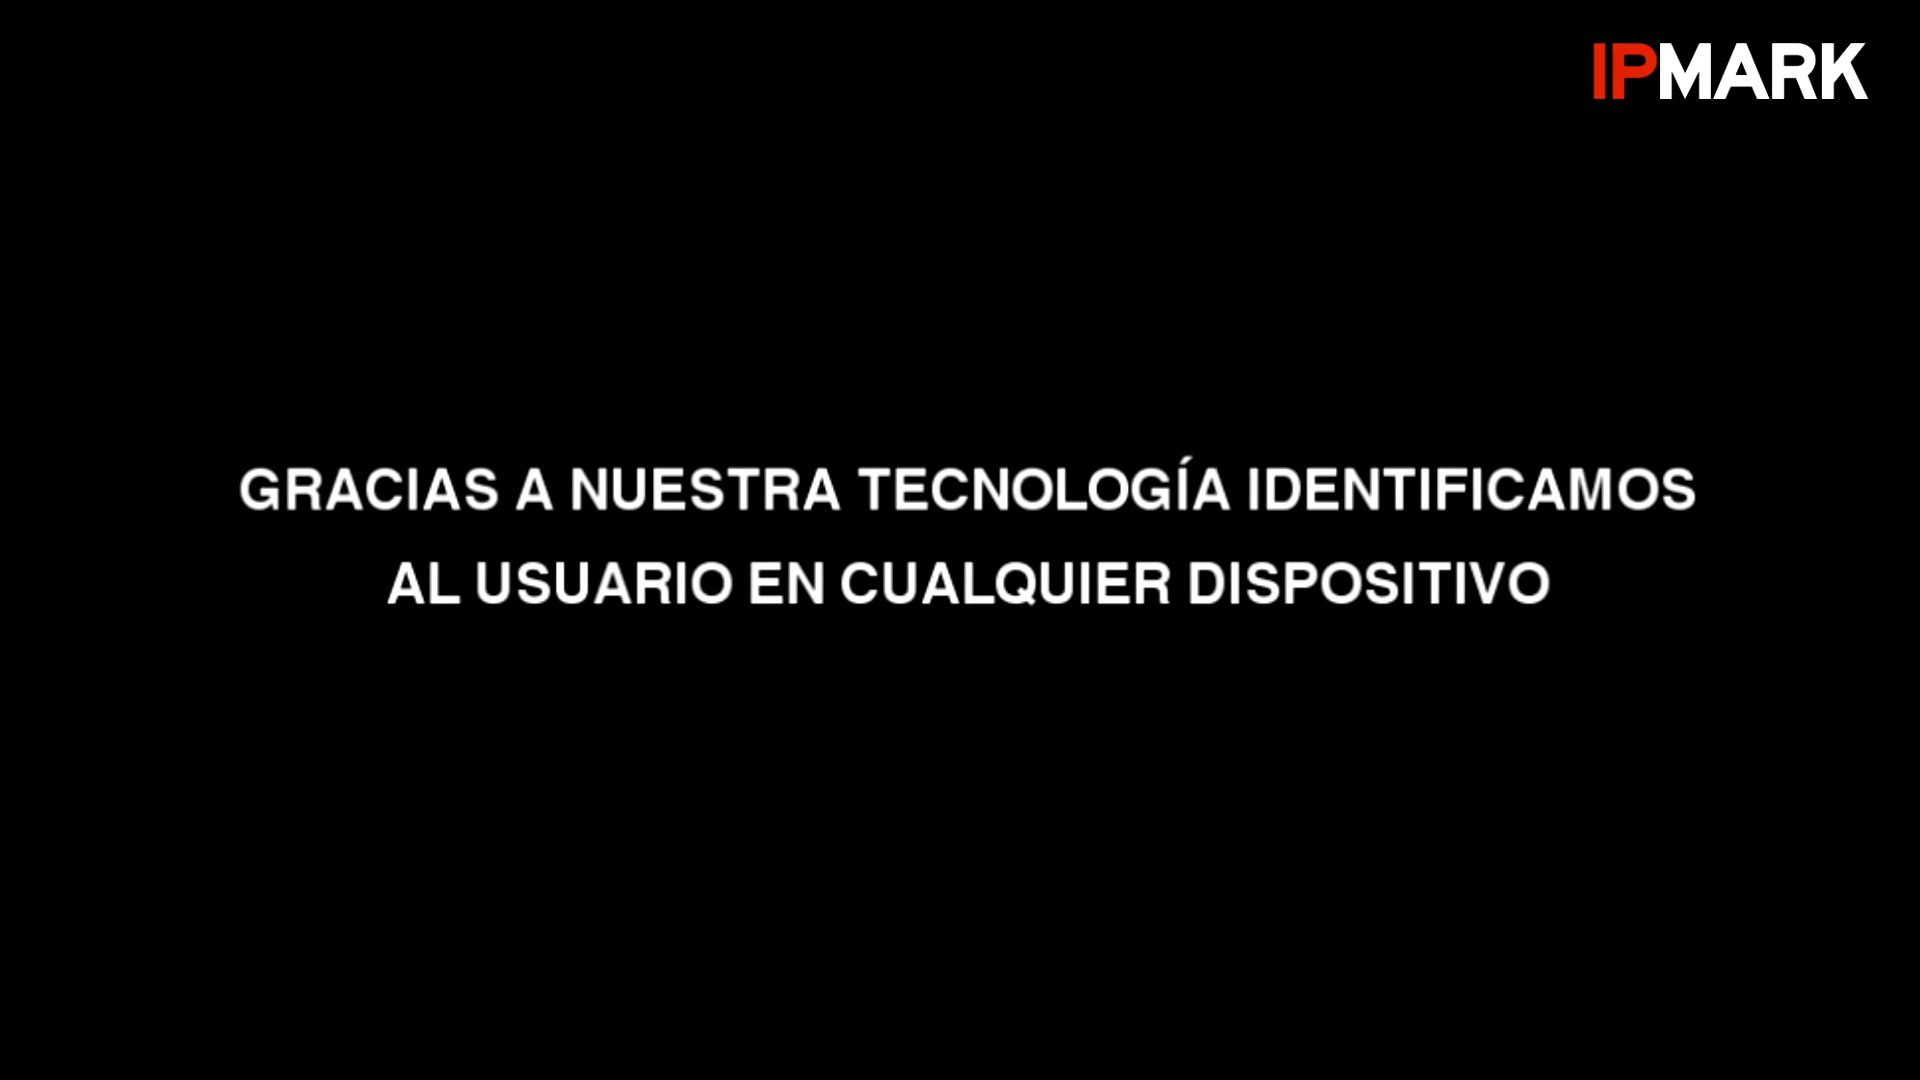 IPMARK
GRACIAS A NUESTRA TECNOLOGÍA IDENTIFICAMOS
AL USUARIO EN CUALQUIER DISPOSITIVO